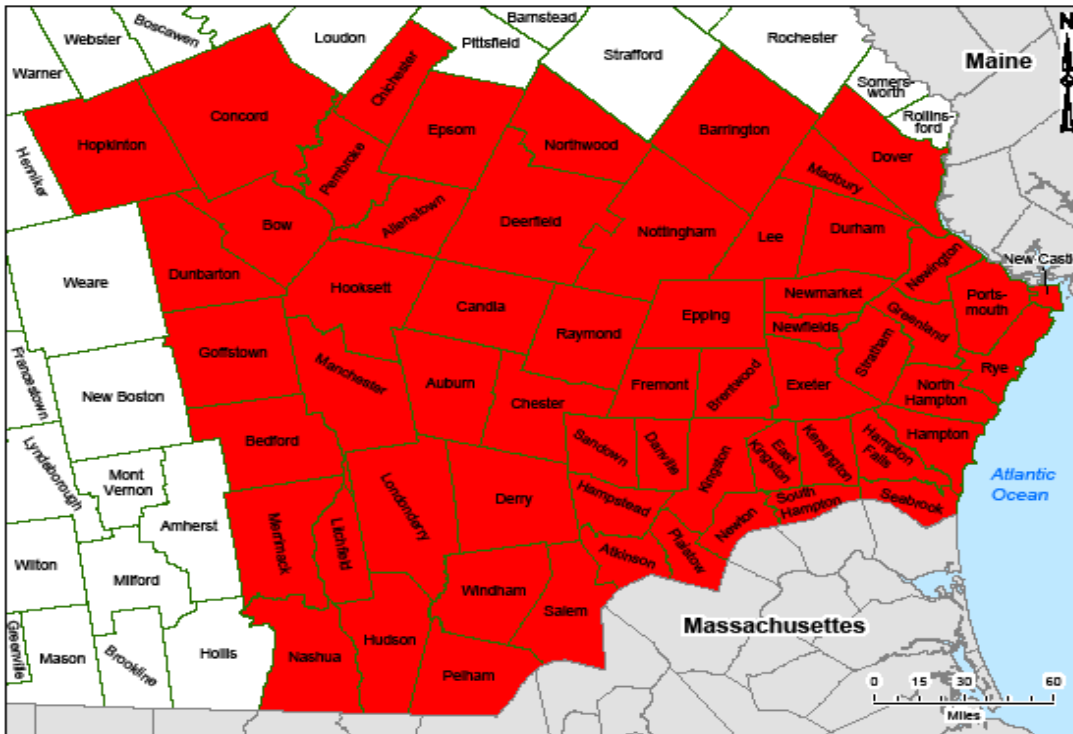 Barnstead
N
Boscawen
Webster
Loudon
Pittsfield
Rochester
Strafford
Maine
Warner
Somers-
worth
Chichester
Rollins-
ford
Concord
Epsom
Barrington
Hopkinton
Northwood
Dover
Henniker
Pembroke
Madbury
Allenstown
Bow
Deerfield
Nottingham
Lee
Durham
New Castle
Weare
Dunbarton
Hooksett
Newington
Candia
Newmarket
Ports-
mouth
Raymond
Epping
Greenland
Newfields
Goffstown
Manchester
Stratham
Francestown
Auburn
Rye
New Boston
Fremont
Brentwood
Exeter
North
Hampton
Chester
Bedford
Sandown
Danville
Kingston
East
Kingston
Kensington
Hampton
Falls
Hampton
Lyndeborough
Mont
Vernon
Atlantic
Ocean
Londonderry
Derry
Hampstead
South
Hampton
Seabrook
Amherst
Merrimack
Litchfield
Newton
Plaistow
Atkinson
Wilton
Milford
Windham
Salem
Massachusetts
Greenville
Mason
Brookline
Hollis
Nashua
Hudson
Pelham
0 15 30 60
Miles